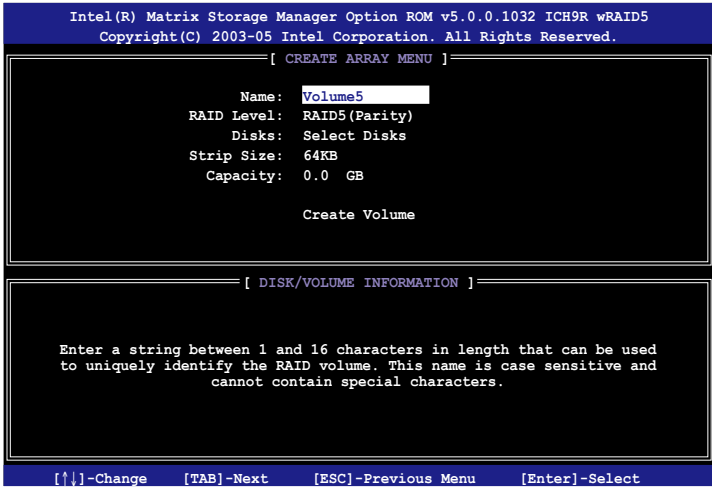 Intel(R) Matrix Storage Manager Option ROM v5.0.0.1032 ICH9R wRAID5
Copyright(C) 2003-05 Intel Corporation. All Rights Reserved.
[ CREATE ARRAY MENU ]
Name: Volume5
RAID Level: RAID5(Parity)
Disks: Select Disks
Strip Size: 64KB
Capacity: 0.0 GB
Create Volume
[ DISK/VOLUME INFORMATION ]
Enter a string between 1 and 16 characters in length that can be used
to uniquely identify the RAID volume. This name is case sensitive and
cannot contain special characters.
[↑↓]-Change [TAB]-Next [ESC]-Previous Menu [Enter]-Select